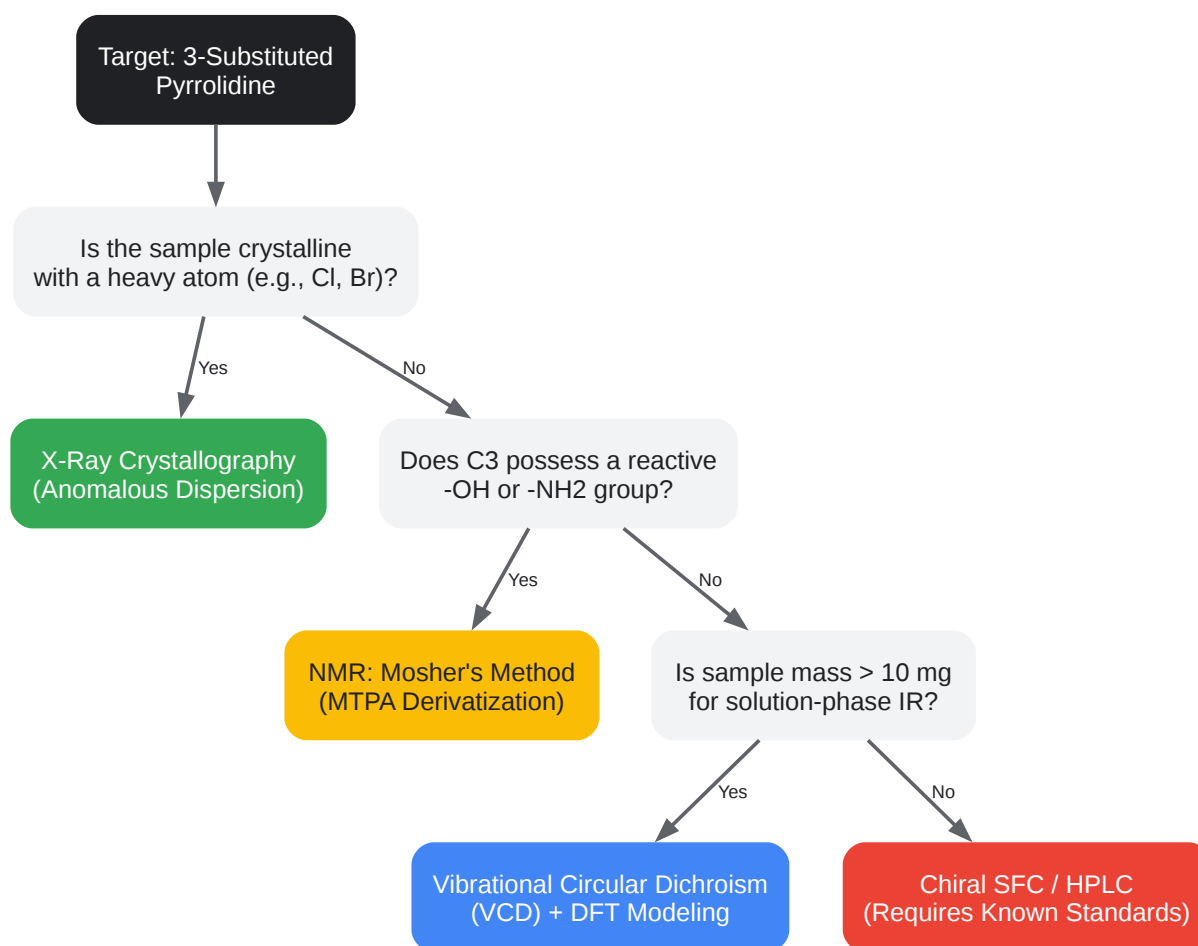 Target: 3-Substituted
Pyrrolidine
Is the sample crystalline
with a heavy atom (e.g., Cl, Br)?
Yes
No
X-Ray Crystallography
(Anomalous Dispersion)
Does C3 possess a reactive
-OH or -NH2 group?
Yes
No
NMR: Mosher's Method
(MTPA Derivatization)
Is sample mass > 10 mg
for solution-phase IR?
Yes
No
Vibrational Circular Dichroism
(VCD) + DFT Modeling
Chiral SFC / HPLC
(Requires Known Standards)